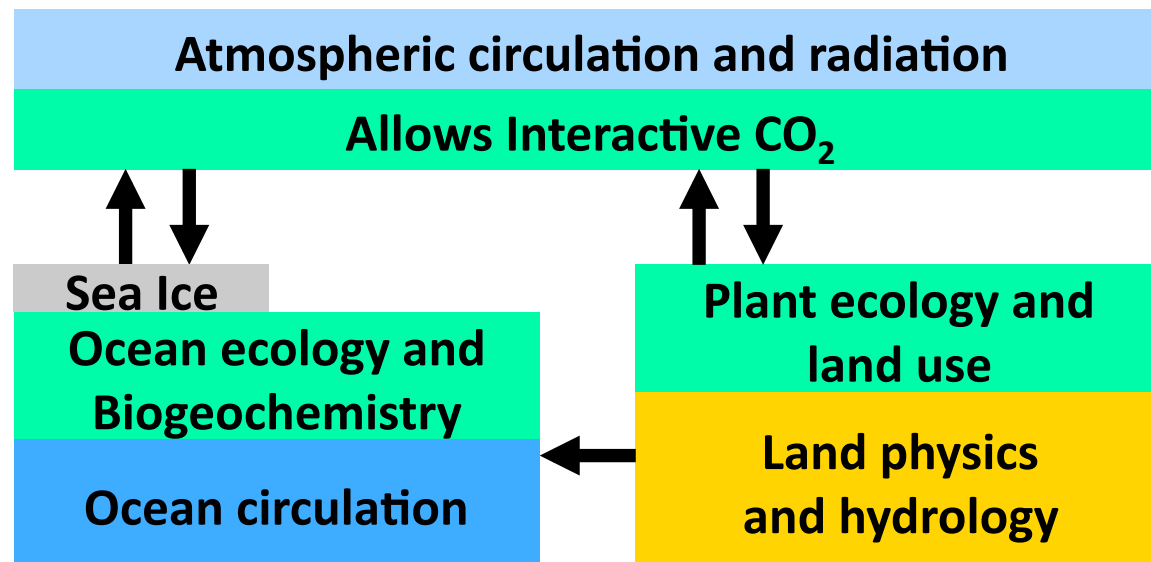 Atmospheric circulation and radiation
Allows Interactive CO₂
Sea Ice
Ocean ecology and
Biogeochemistry
Ocean circulation
Plant ecology and
land use
Land physics
and hydrology